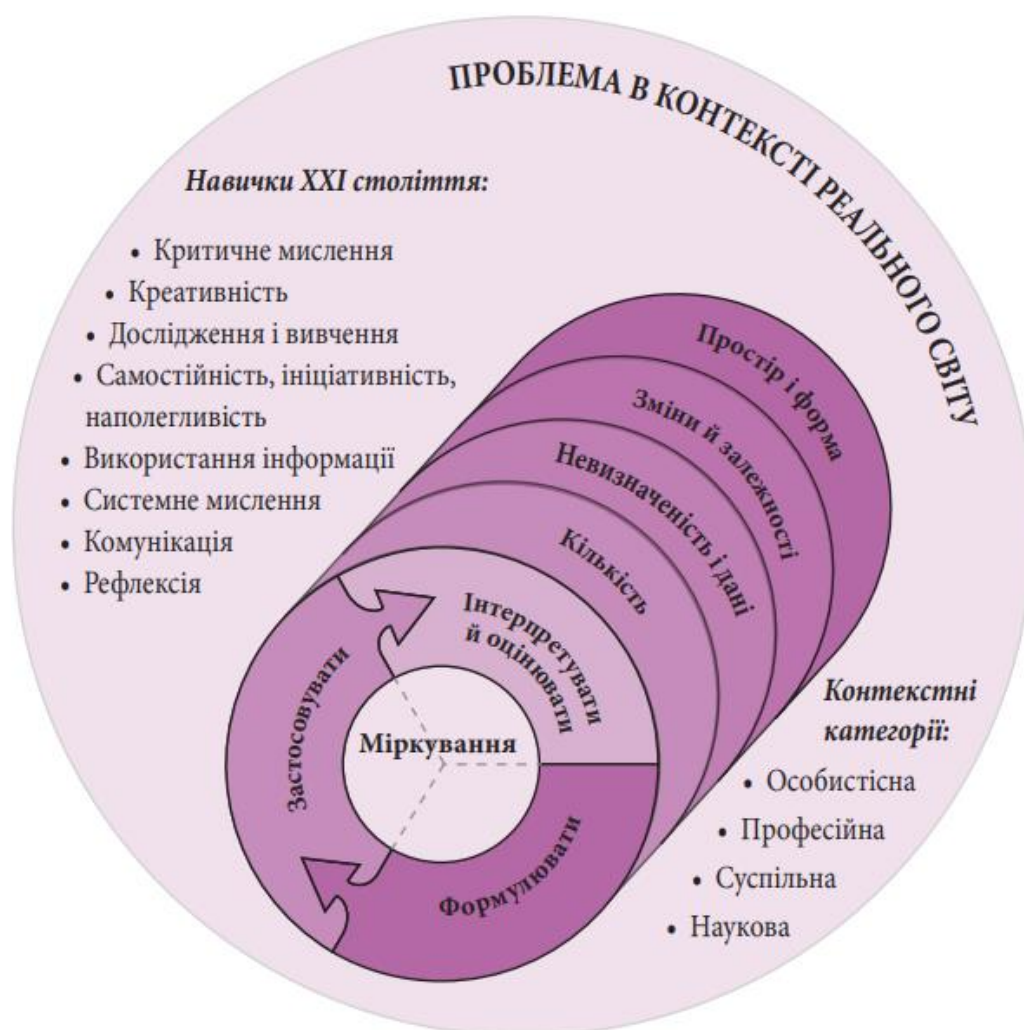 ПРОБЛЕМА В КОНТЕКСТІ РЕАЛЬНОГО СВІТУ
Навички XXI століття:
• Критичне мислення
• Креативність
• Дослідження і вивчення
• Самостійність, ініціативність,
наполегливість
• Використання інформації
• Системне мислення
• Комунікація
• Рефлексія
Простір і форма
Зміни й залежності
Невизначеність і дані
Кількість
Інтерпретувати
й оцінювати
Застосовувати
Міркування
Формулювати
Контекстні
категорії:
• Особистісна
• Професійна
• Суспільна
• Наукова